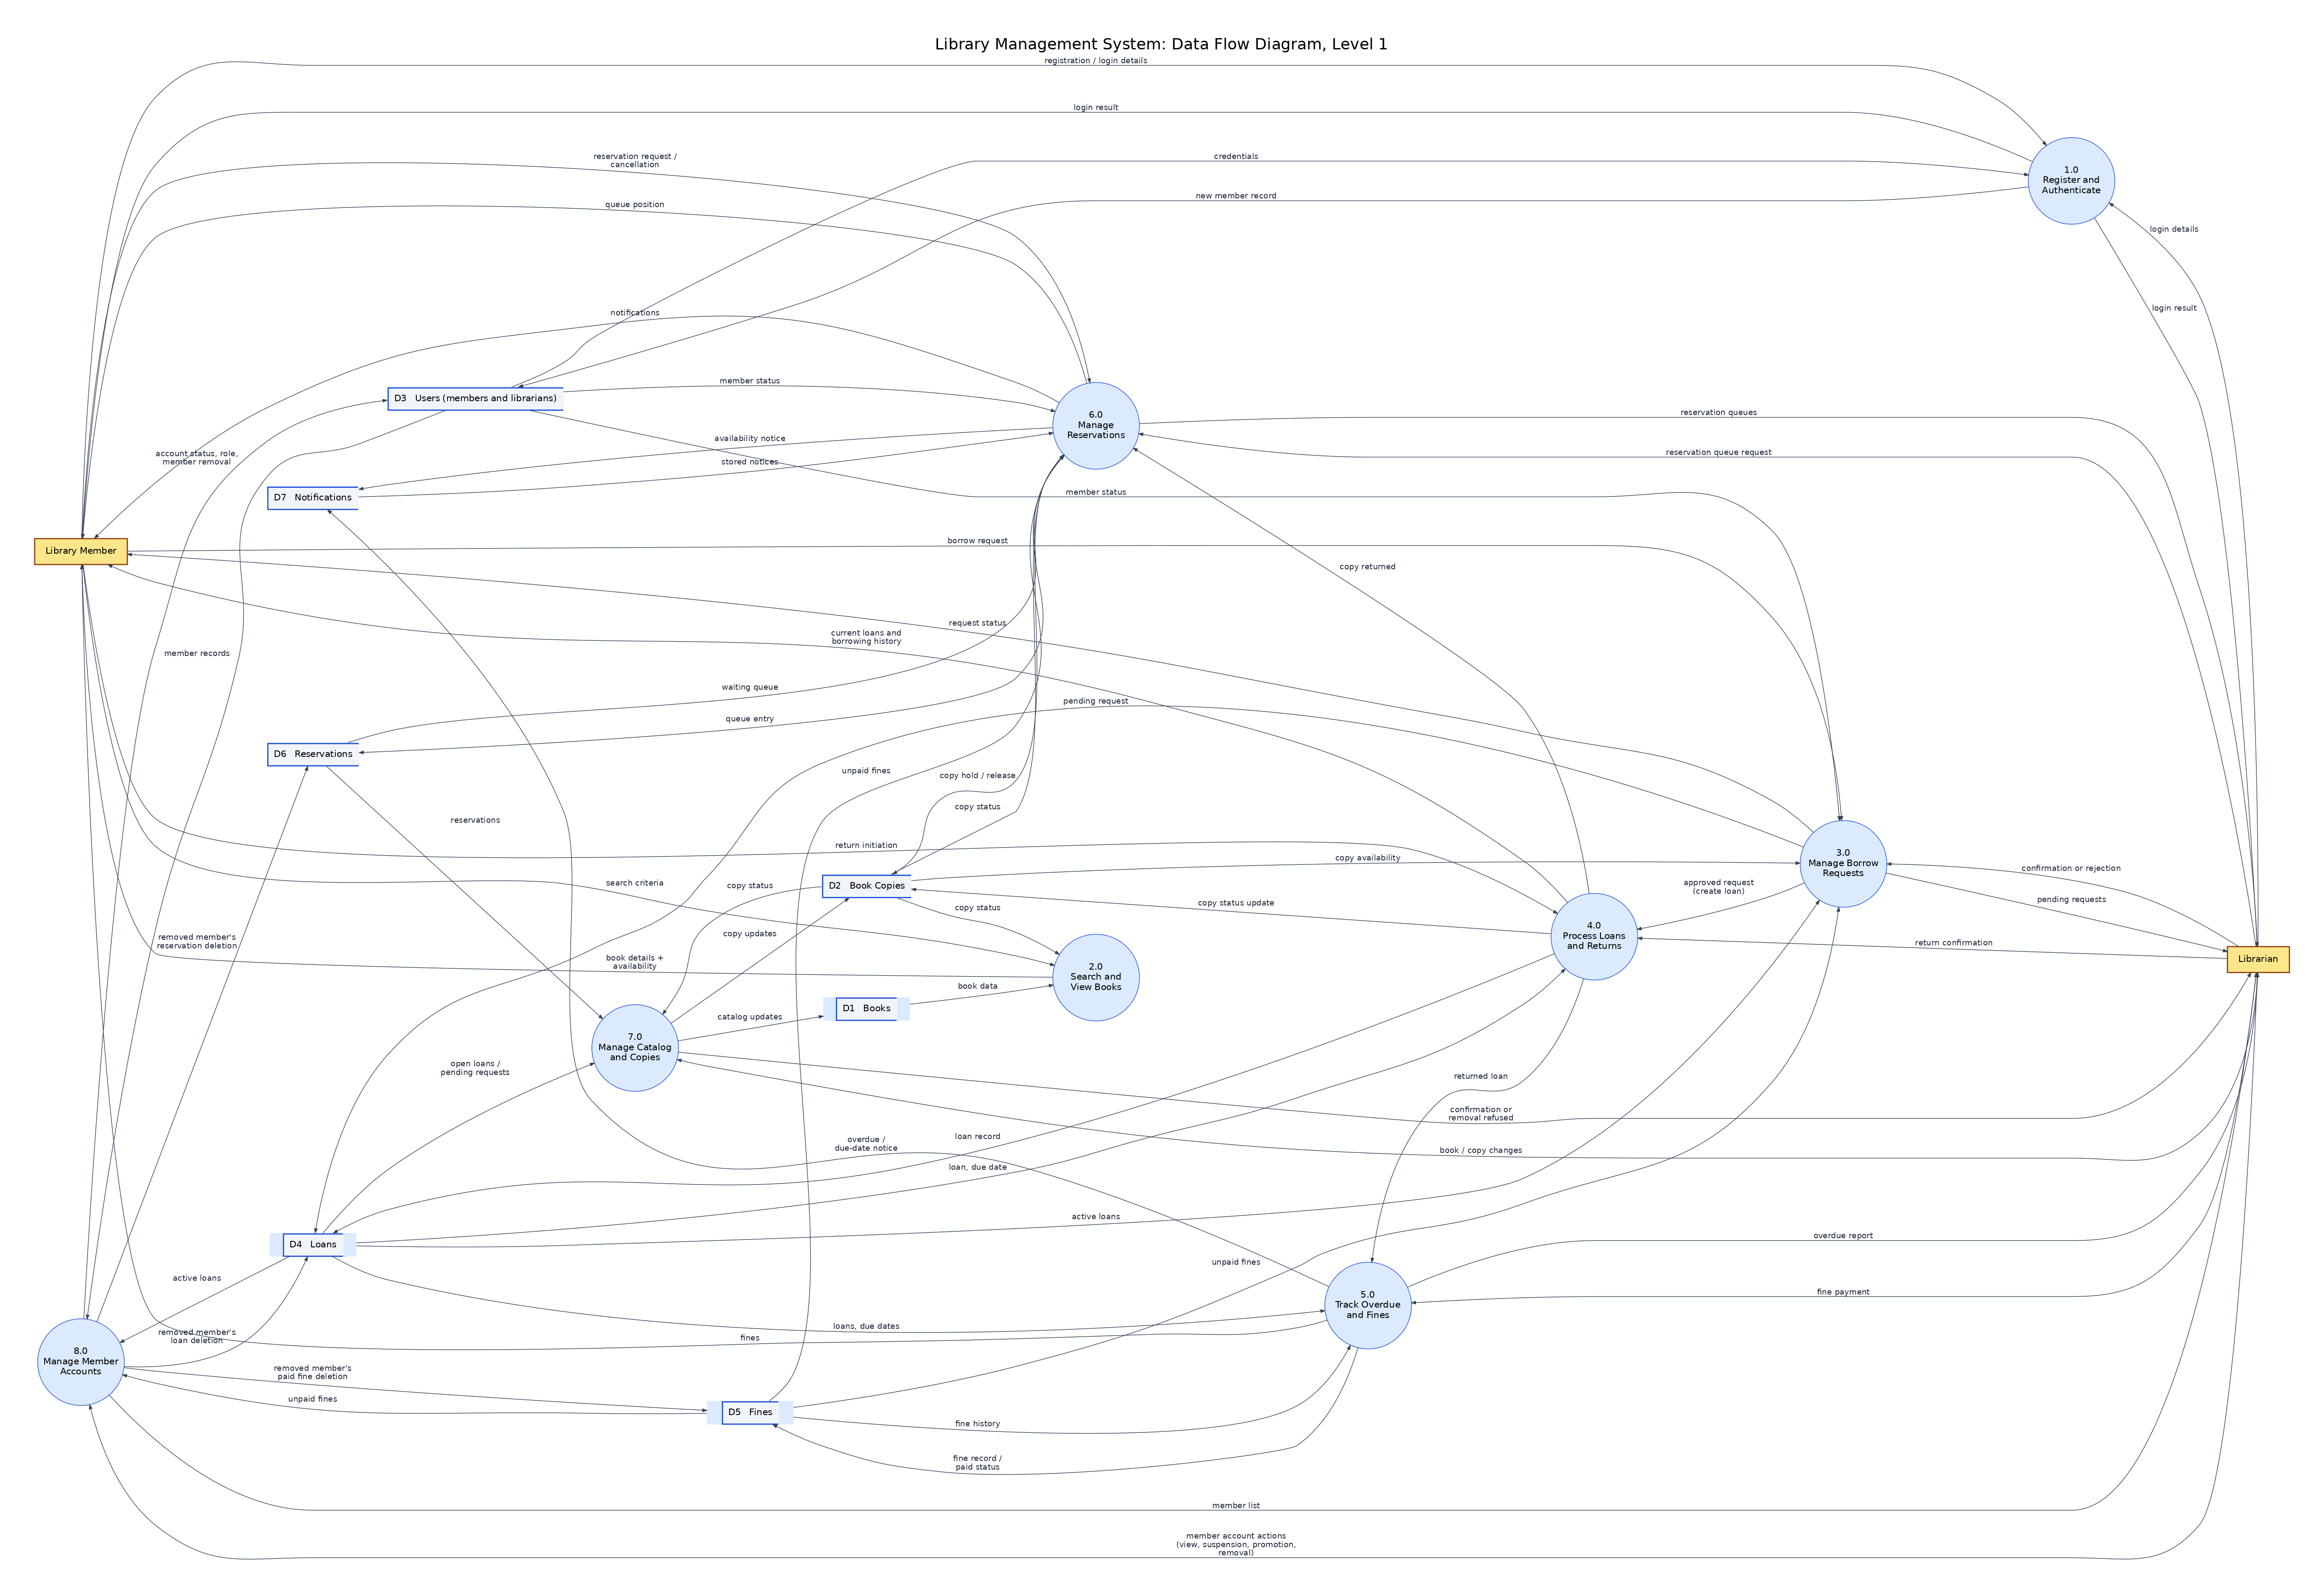 Library Management System: Data Flow Diagram, Level 1
registration / login details
login result
reservation request /
cancellation
credentials
1.0
Register and
Authenticate
new member record
queue position
login details
login result
notifications
member status
D3 Users (members and librarians)
6.0
Manage
Reservations
reservation queues
availability notice
account status, role,
member removal
stored notices
reservation queue request
D7 Notifications
member status
Library Member
borrow request
copy returned
request status
current loans and
borrowing history
member records
waiting queue
pending request
queue entry
D6 Reservations
unpaid fines
copy hold / release
copy status
reservations
return initiation
copy availability
3.0
Manage Borrow
Requests
confirmation or rejection
search criteria
copy status
D2 Book Copies
approved request
(create loan)
pending requests
copy status
copy status update
removed member's
reservation deletion
copy updates
4.0
Process Loans
and Returns
return confirmation
Librarian
book details +
availability
2.0
Search and
View Books
book data
D1 Books
catalog updates
7.0
Manage Catalog
and Copies
open loans /
pending requests
returned loan
confirmation or
removal refused
overdue /
due-date notice
loan record
book / copy changes
loan, due date
active loans
D4 Loans
overdue report
unpaid fines
active loans
5.0
Track Overdue
and Fines
fine payment
loans, due dates
removed member's
loan deletion
fines
8.0
Manage Member
Accounts
removed member's
paid fine deletion
unpaid fines
D5 Fines
fine history
fine record /
paid status
member list
member account actions
(view, suspension, promotion,
removal)